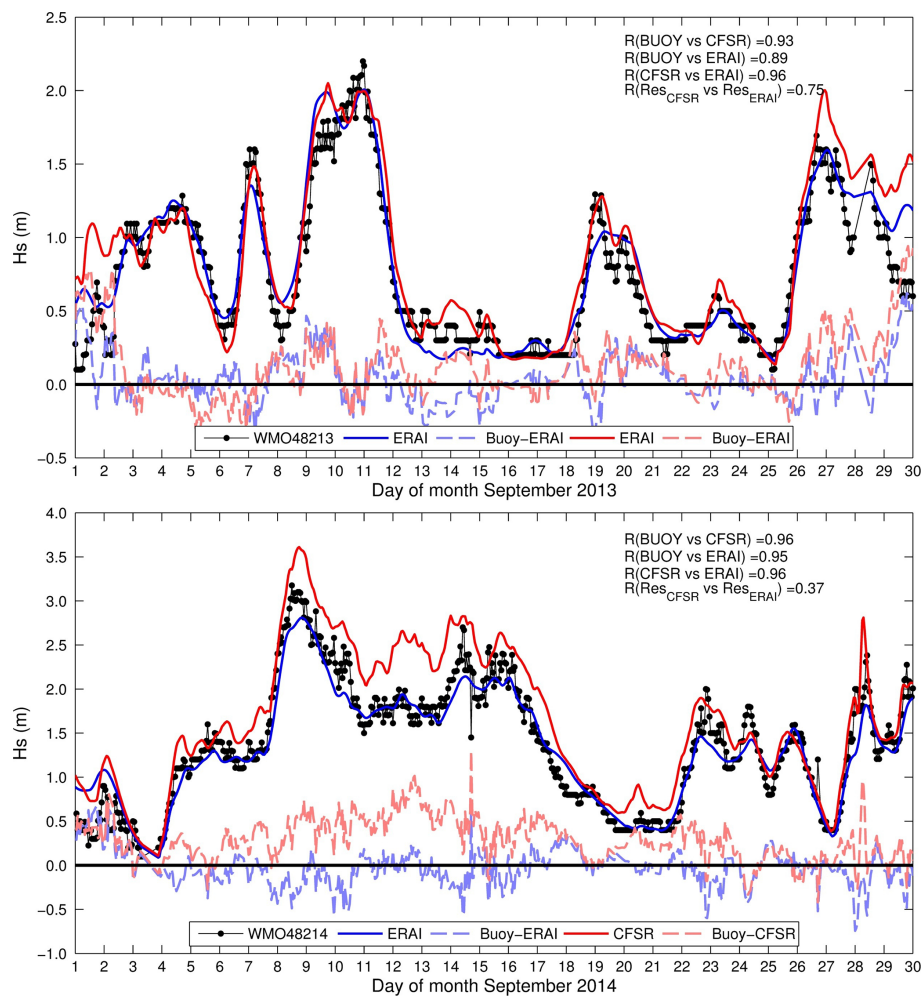 2.5
2.0
1.5
1.0
0.5
0.0
−0.5
Hs (m)
R(BUOY vs CFSR) =0.93
R(BUOY vs ERAI) =0.89
R(CFSR vs ERAI) =0.96
R(Res_CFSR vs Res_ERAI) =0.75
WMO48213 ERAI Buoy−ERAI ERAI Buoy−ERAI
1 2 3 4 5 6 7 8 9 10 11 12 13 14 15 16 17 18 19 20 21 22 23 24 25 26 27 28 29 30
Day of month September 2013
4.0
3.5
3.0
2.5
2.0
1.5
1.0
0.5
0.0
−0.5
−1.0
Hs (m)
R(BUOY vs CFSR) =0.96
R(BUOY vs ERAI) =0.95
R(CFSR vs ERAI) =0.96
R(Res_CFSR vs Res_ERAI) =0.37
WMO48214 ERAI Buoy−ERAI CFSR Buoy−CFSR
1 2 3 4 5 6 7 8 9 10 11 12 13 14 15 16 17 18 19 20 21 22 23 24 25 26 27 28 29 30
Day of month September 2014